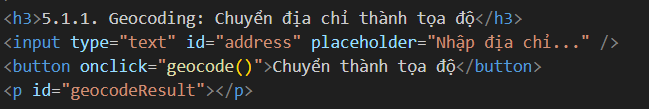 <h3>5.1.1. Geocoding: Chuyển địa chỉ thành tọa độ</h3>
<input type="text" id="address" placeholder="Nhập địa chỉ..." />
<button onclick="geocode()">Chuyển thành tọa độ</button>
<p id="geocodeResult"></p>